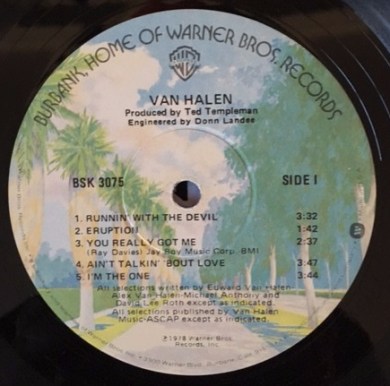 BURBANK, HOME OF WARNER BROS. RECORDS
VAN HALEN
Produced by Ted Templeman
Engineered by Donn Landee
BSK 3075
SIDE 1
1. RUNNIN' WITH THE DEVIL 3:32
2. ERUPTION 1:42
3. YOU REALLY GOT ME 2:37
(Ray Davies) Jay Boy Music Corp. BMI
4. AIN'T TALKIN' 'BOUT LOVE 3:47
5. I'M THE ONE 3:44
All selections written by Edward Van Halen-
Alex Van Halen-Michael Anthony and
David Lee Roth except as indicated.
All selections published by Van Halen
Music-ASCAP except as indicated.
℗1978 Warner Bros.
Records, Inc.